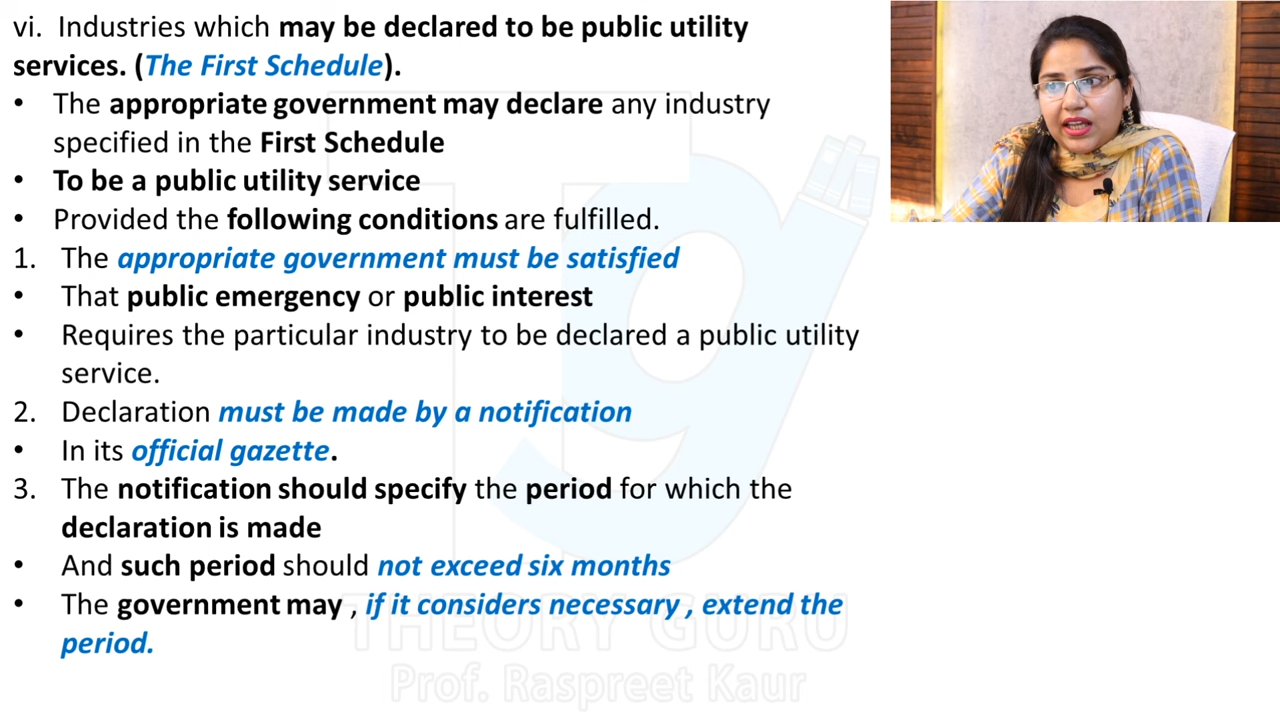 vi. Industries which may be declared to be public utility
services. (The First Schedule).
• The appropriate government may declare any industry
specified in the First Schedule
• To be a public utility service
• Provided the following conditions are fulfilled.
1. The appropriate government must be satisfied
• That public emergency or public interest
• Requires the particular industry to be declared a public utility
service.
2. Declaration must be made by a notification
• In its official gazette.
3. The notification should specify the period for which the
declaration is made
• And such period should not exceed six months
• The government may , if it considers necessary , extend the
period.
THEORY GURU
Prof. Raspreet Kaur